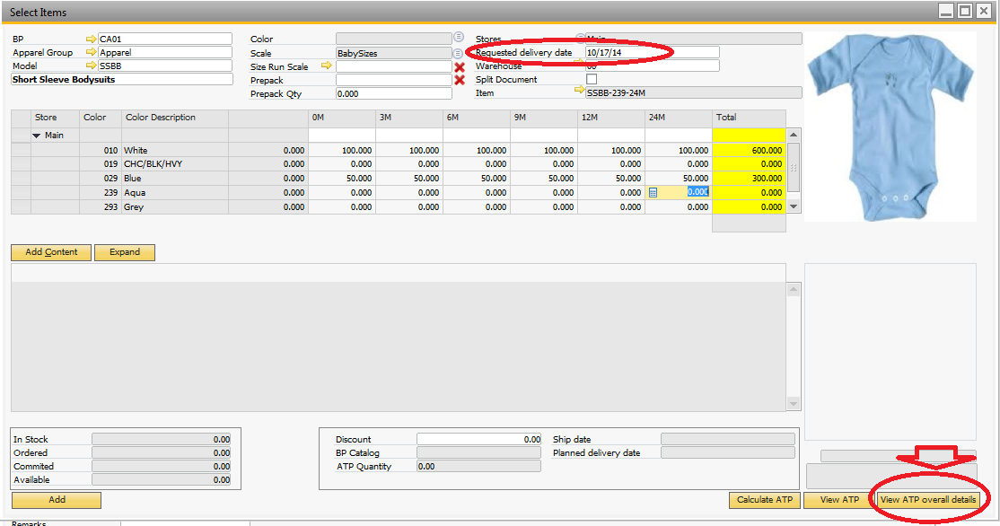 Select Items
BP CA01 Color Stores Main
Apparel Group Apparel Scale BabySizes Requested delivery date 10/17/14
Model SSBB Size Run Scale Warehouse
Short Sleeve Bodysuits Prepack Split Document
Prepack Qty 0.000 Item SSBB-239-24M
Store Color Color Description 0M 3M 6M 9M 12M 24M Total
Main
010 White 0.000 100.000 100.000 100.000 100.000 100.000 100.000 600.000
019 CHC/BLK/HVY 0.000 0.000 0.000 0.000 0.000 0.000 0.000 0.000
029 Blue 0.000 50.000 50.000 50.000 50.000 50.000 50.000 300.000
239 Aqua 0.000 0.000 0.000 0.000 0.000 0.000 0.000 0.000
293 Grey 0.000 0.000 0.000 0.000 0.000 0.000 0.000 0.000
Add Content Expand
In Stock 0.00 Discount 0.00 Ship date
Ordered 0.00 BP Catalog Planned delivery date
Commited 0.00 ATP Quantity 0.00
Available 0.00
Add Calculate ATP View ATP View ATP overall details
Remarks